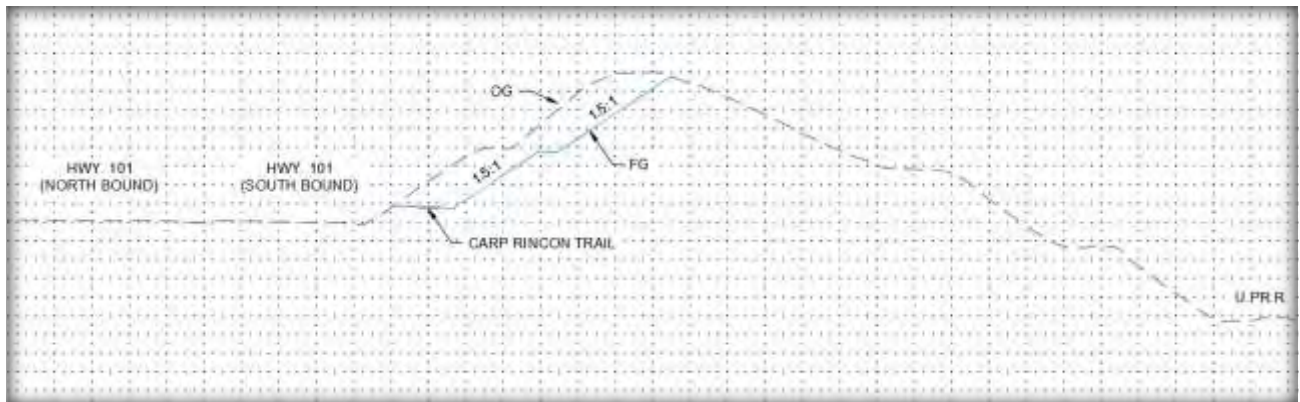 OG
1.5:1
HWY 101
(NORTH BOUND)
HWY 101
(SOUTH BOUND)
1.5:1
FG
CARP RINCON TRAIL
U.P.R.R.